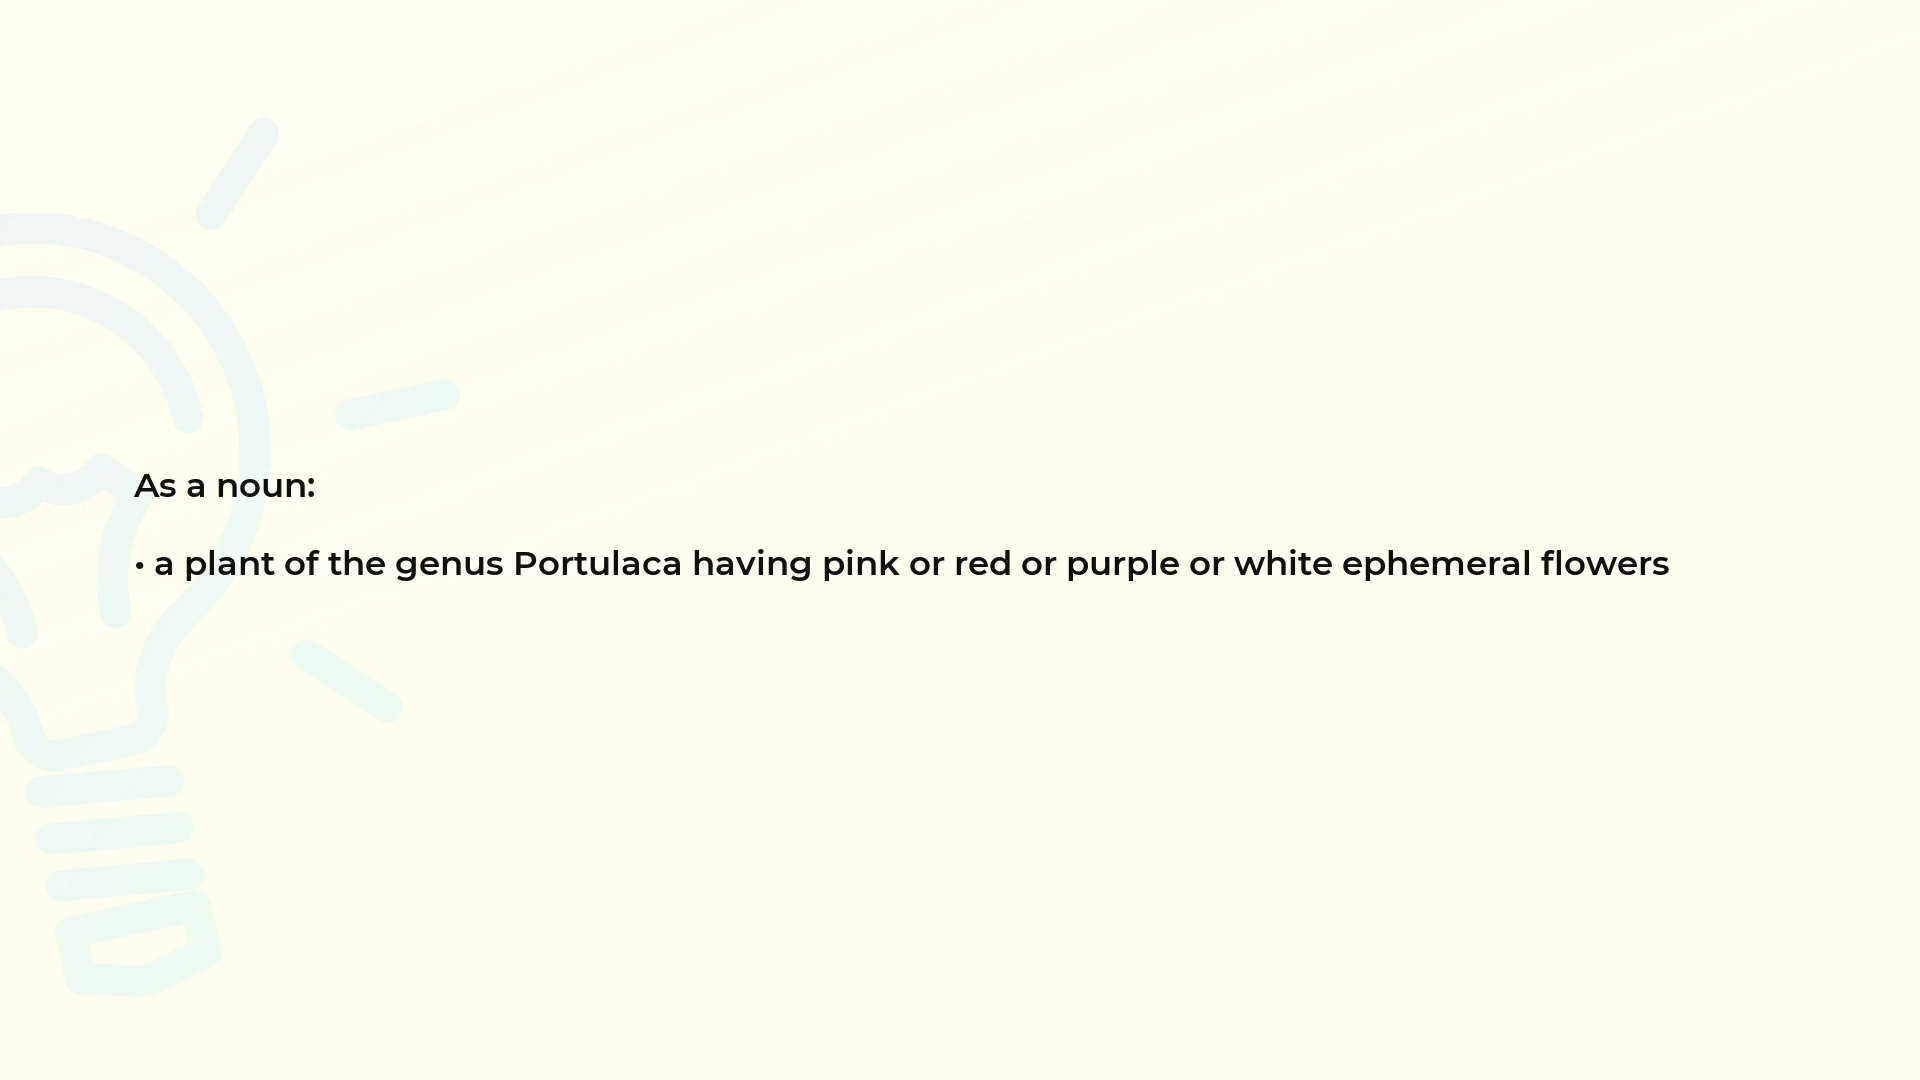 As a noun:
• a plant of the genus Portulaca having pink or red or purple or white ephemeral flowers